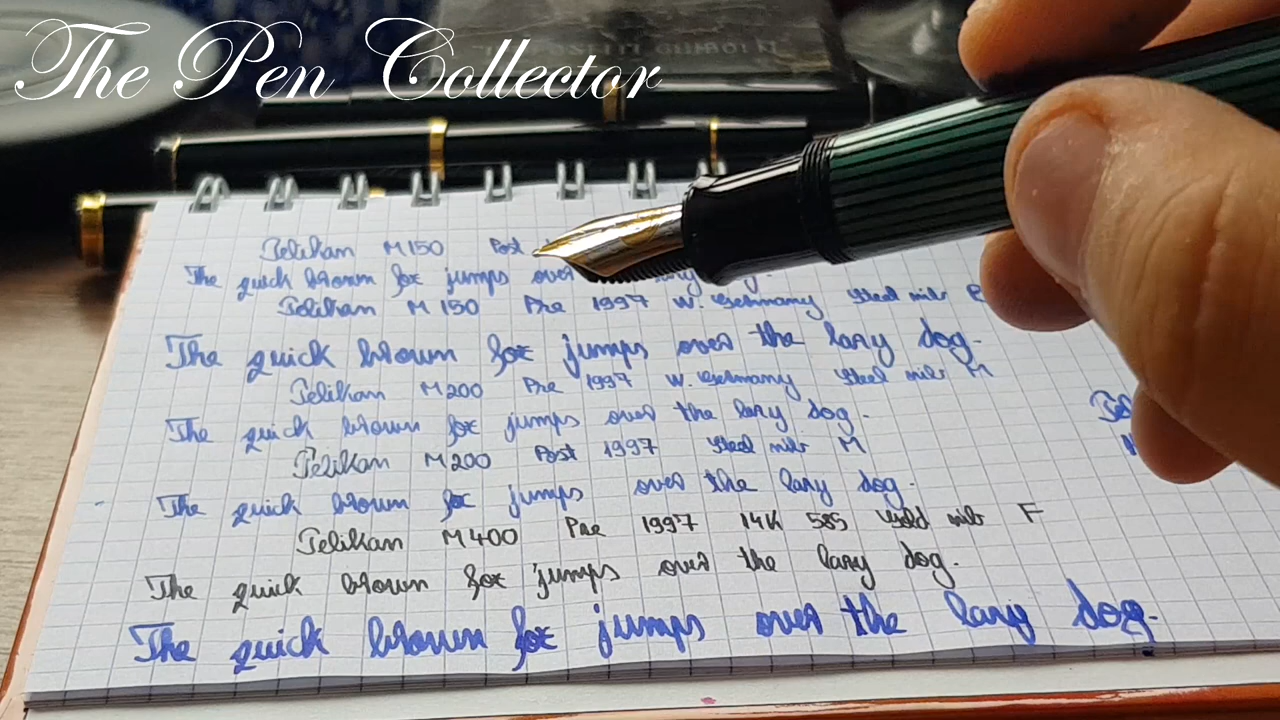 The Pen Collector
Pelikan M150 Post
The quick brown fox jumps over
Pelikan M150 Pre 1997 W. Germany Steel nib
The quick brown fox jumps over the lazy dog.
Pelikan M200 Pre 1997 W. Germany Steel nib M
The quick brown fox jumps over the lazy dog.
Pelikan M200 Post 1997 Steel nib M
The quick brown fox jumps over the lazy dog.
Pelikan M400 Pre 1997 14K 585 Gold nib F
The quick brown fox jumps over the lazy dog.
The quick brown fox jumps over the lazy dog.